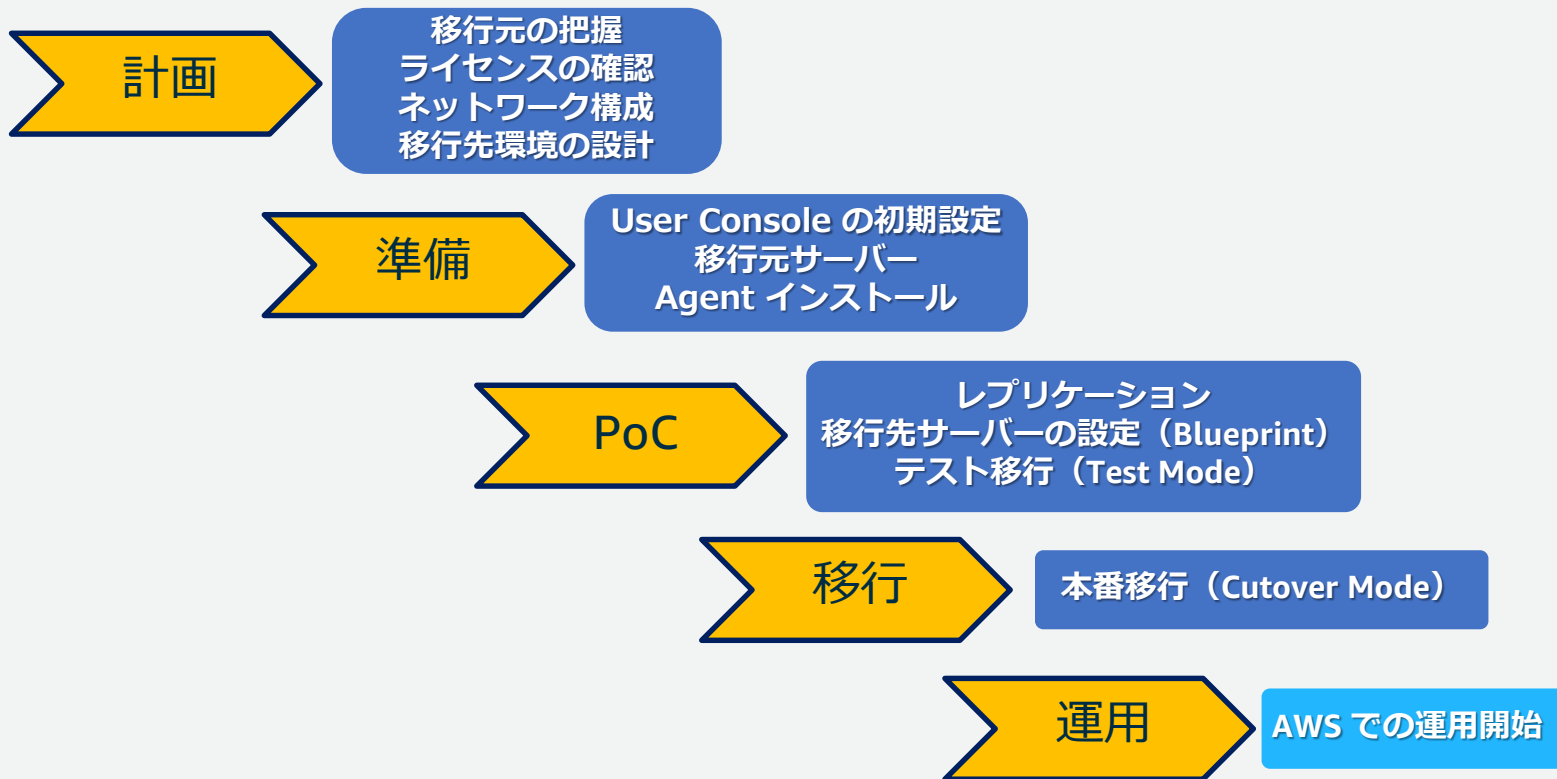 計画
移行元の把握
ライセンスの確認
ネットワーク構成
移行先環境の設計
準備
User Console の初期設定
移行元サーバー
Agent インストール
PoC
レプリケーション
移行先サーバーの設定（Blueprint）
テスト移行（Test Mode）
移行
本番移行（Cutover Mode）
運用
AWS での運用開始